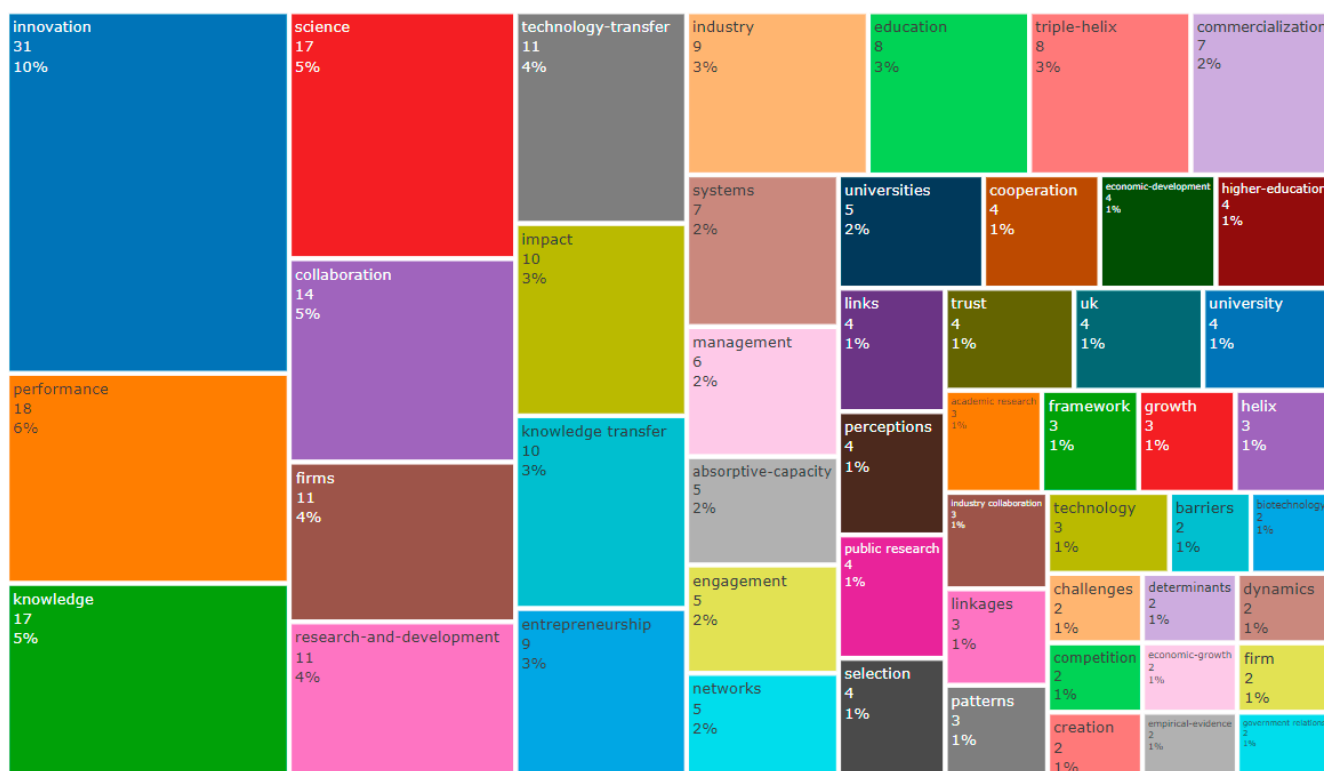 innovation
31
10%
performance
18
6%
knowledge
17
5%
science
17
5%
collaboration
14
5%
firms
11
4%
research-and-development
11
4%
technology-transfer
11
4%
impact
10
3%
knowledge transfer
10
3%
entrepreneurship
9
3%
industry
9
3%
education
8
3%
triple-helix
8
3%
commercialization
7
2%
systems
7
2%
management
6
2%
absorptive-capacity
5
2%
engagement
5
2%
networks
5
2%
universities
5
2%
cooperation
4
1%
economic-development
4
1%
higher-education
4
1%
links
4
1%
perceptions
4
1%
public research
4
1%
selection
4
1%
trust
4
1%
uk
4
1%
university
4
1%
academic research
3
1%
framework
3
1%
growth
3
1%
helix
3
1%
industry collaboration
3
1%
linkages
3
1%
patterns
3
1%
technology
3
1%
barriers
2
1%
biotechnology
2
1%
challenges
2
1%
determinants
2
1%
dynamics
2
1%
competition
2
1%
economic-growth
2
1%
firm
2
1%
creation
2
1%
empirical-evidence
2
1%
government relations
2
1%